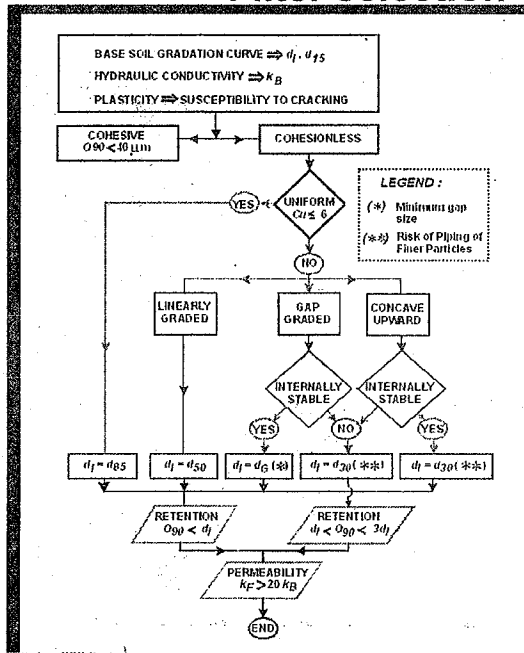 BASE SOIL GRADATION CURVE ⇒ dI , d15
HYDRAULIC CONDUCTIVITY ⇒ kB
PLASTICITY ⇒ SUSCEPTIBILITY TO CRACKING
COHESIVE
O90 < 40 µm
COHESIONLESS
LEGEND :
(*) Minimum gap
size
(**) Risk of Piping of
Finer Particles
YES
UNIFORM
Cu ≤ 6
NO
LINEARLY
GRADED
GAP
GRADED
CONCAVE
UPWARD
INTERNALLY
STABLE
INTERNALLY
STABLE
YES
NO
YES
dI = d85
dI = d50
dI = dG (*)
dI = d30 (**)
dI = d30 (**)
RETENTION
O90 < dI
RETENTION
dI < O90 < 3dI
PERMEABILITY
kF > 20 kB
END